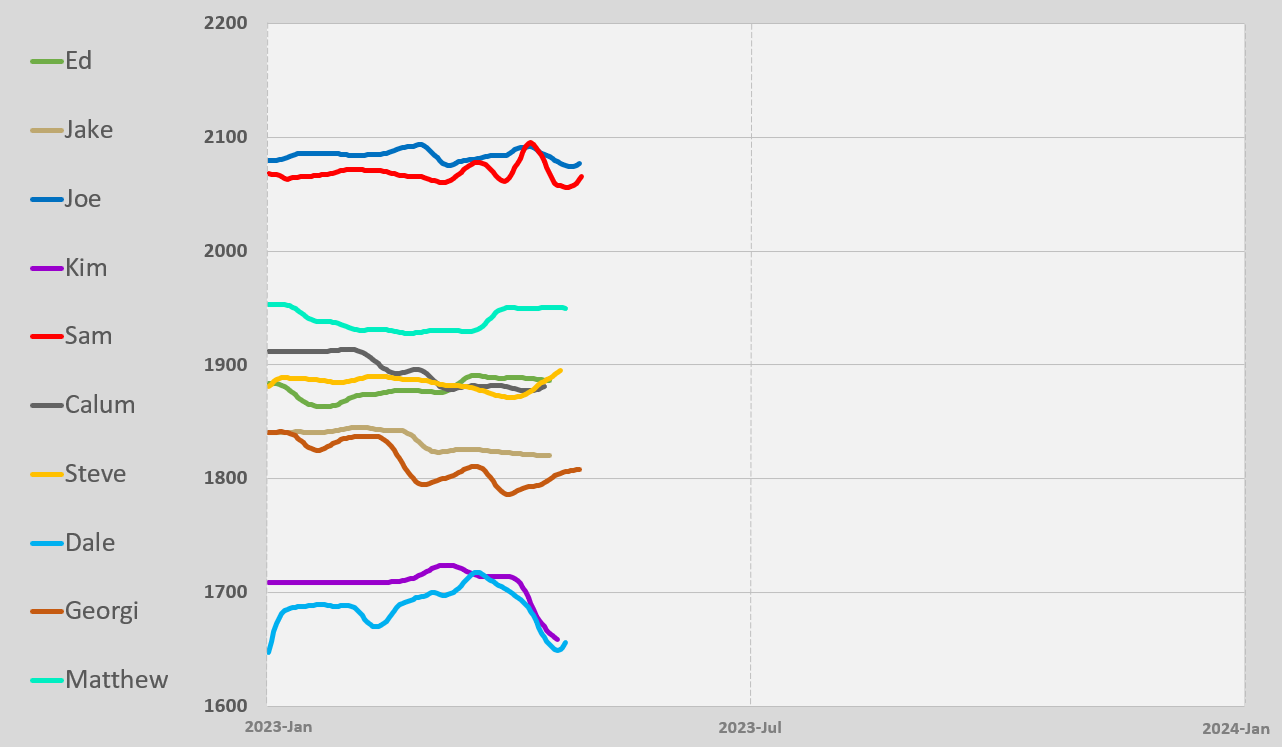 Ed
Jake
Joe
Kim
Sam
Calum
Steve
Dale
Georgi
Matthew
2200
2100
2000
1900
1800
1700
1600
2023-Jan
2023-Jul
2024-Jan